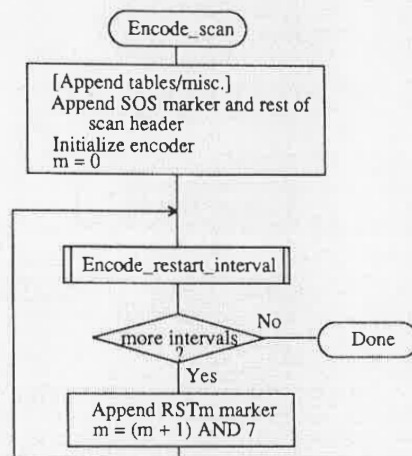 Encode_scan
[Append tables/misc.]
Append SOS marker and rest of
scan header
Initialize encoder
m = 0
Encode_restart_interval
more intervals
?
No
Done
Yes
Append RSTm marker
m = (m + 1) AND 7